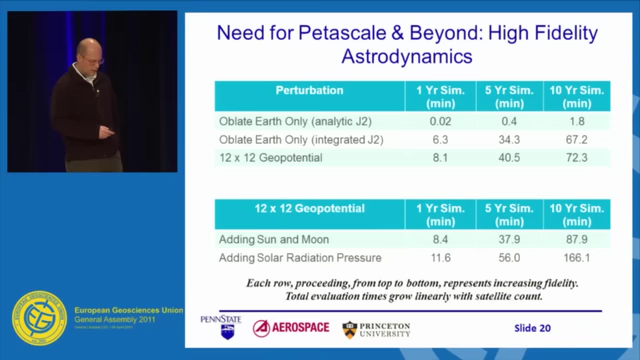 Need for Petascale & Beyond: High Fidelity
Astrodynamics
Perturbation 1 Yr Sim. (min) 5 Yr Sim. (min) 10 Yr Sim. (min)
Oblate Earth Only (analytic J2) 0.02 0.4 1.8
Oblate Earth Only (integrated J2) 6.3 34.3 67.2
12 x 12 Geopotential 8.1 40.5 72.3
12 x 12 Geopotential 1 Yr Sim. (min) 5 Yr Sim. (min) 10 Yr Sim. (min)
Adding Sun and Moon 8.4 37.9 87.9
Adding Solar Radiation Pressure 11.6 56.0 166.1
Each row, proceeding, from top to bottom, represents increasing fidelity.
Total evaluation times grow linearly with satellite count.
European Geosciences Union
General Assembly 2011
PENNSTATE
AEROSPACE
PRINCETON
UNIVERSITY
Slide 20